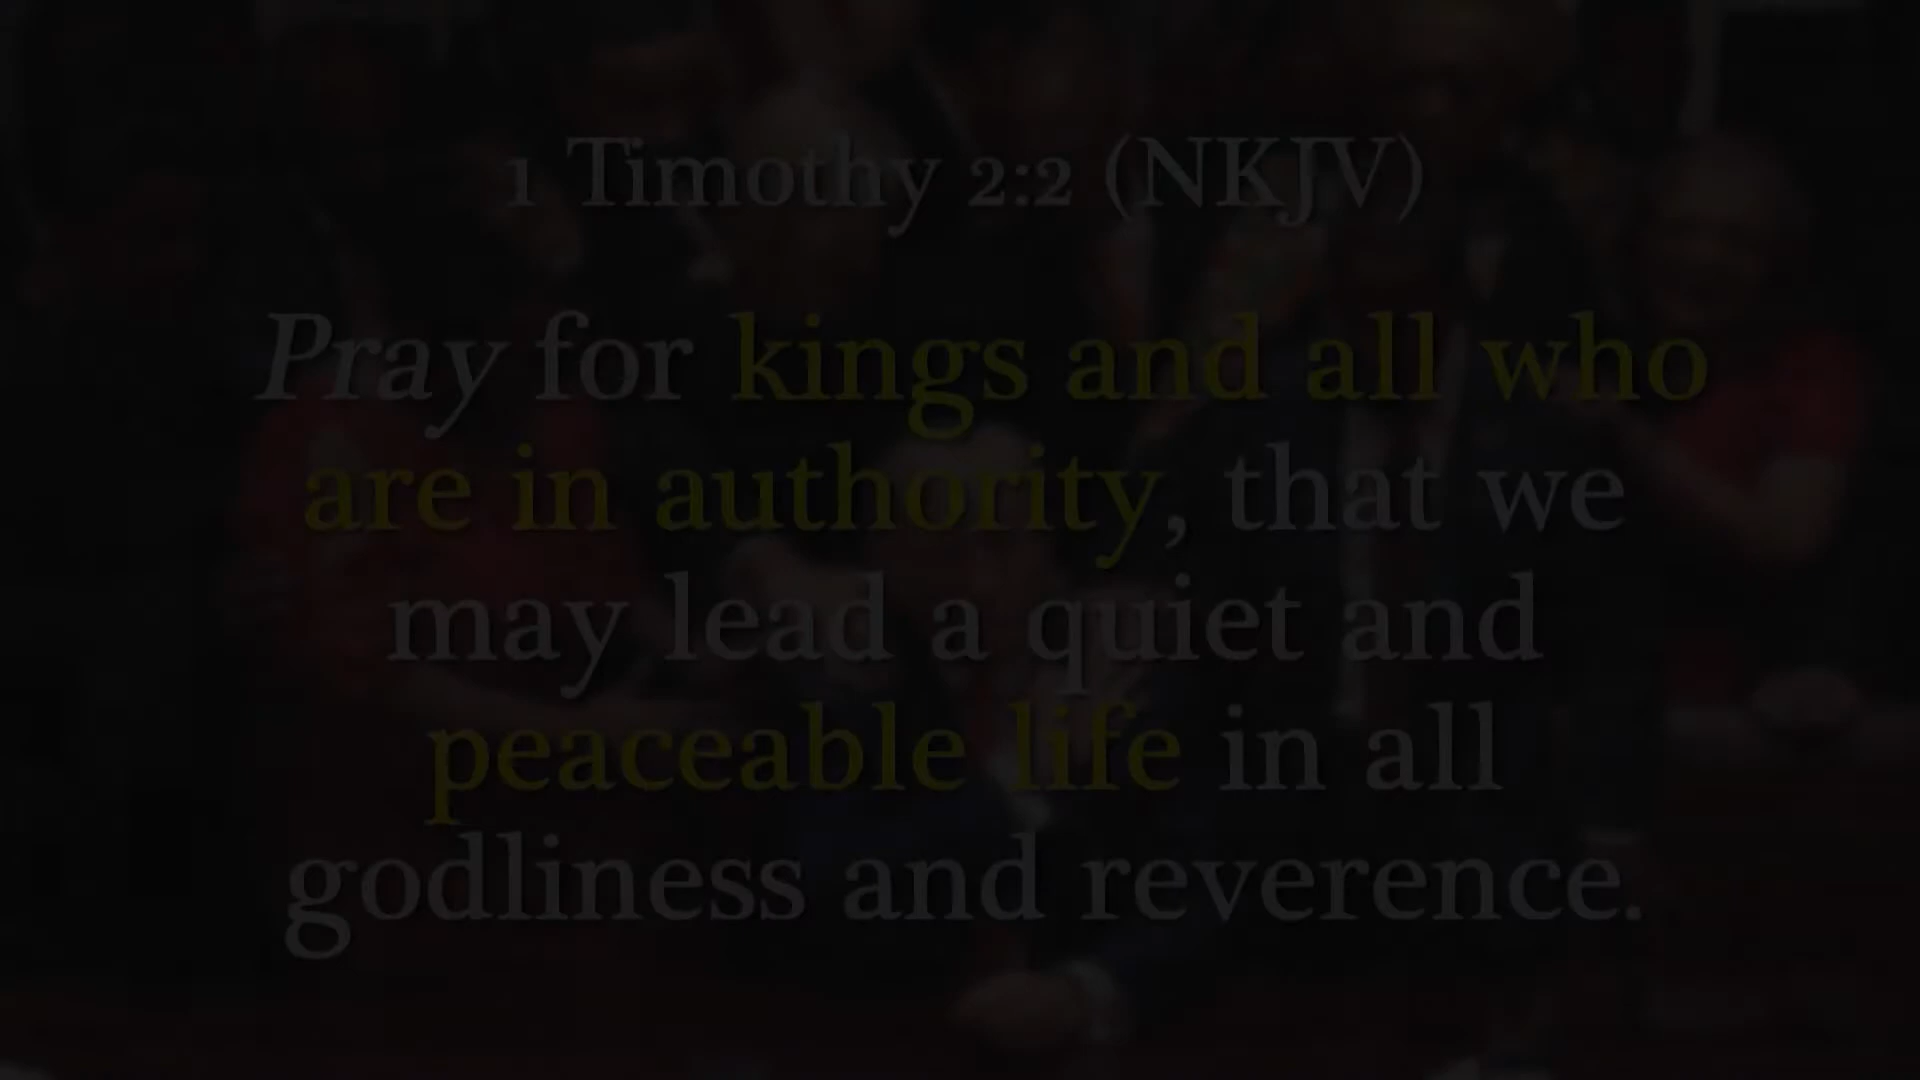 1 Timothy 2:2 (NKJV)
Pray for kings and all who
are in authority, that we
may lead a quiet and
peaceable life in all
godliness and reverence.